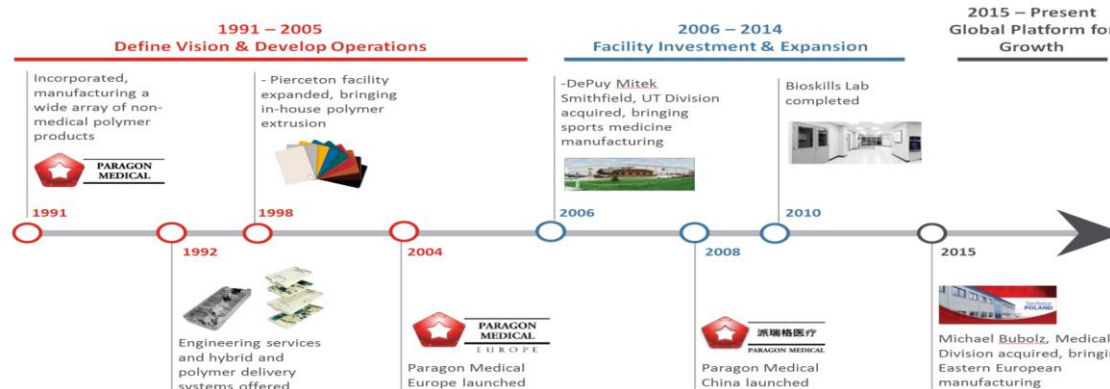 1991 – 2005
Define Vision & Develop Operations
2006 – 2014
Facility Investment & Expansion
2015 – Present
Global Platform for
Growth
Incorporated,
manufacturing a
wide array of non-
medical polymer
products
PARAGON
MEDICAL
1991
- Pierceton facility
expanded, bringing
in-house polymer
extrusion
1998
-DePuy Mitek
Smithfield, UT Division
acquired, bringing
sports medicine
manufacturing
2006
Bioskills Lab
completed
2010
1992
Engineering services
and hybrid and
polymer delivery
systems offered
2004
PARAGON
MEDICAL
EUROPE
Paragon Medical
Europe launched
2008
派瑞格医疗
PARAGON MEDICAL
Paragon Medical
China launched
2015
POLAND
Michael Bubolz, Medical
Division acquired, bringi
Eastern European
manufacturing